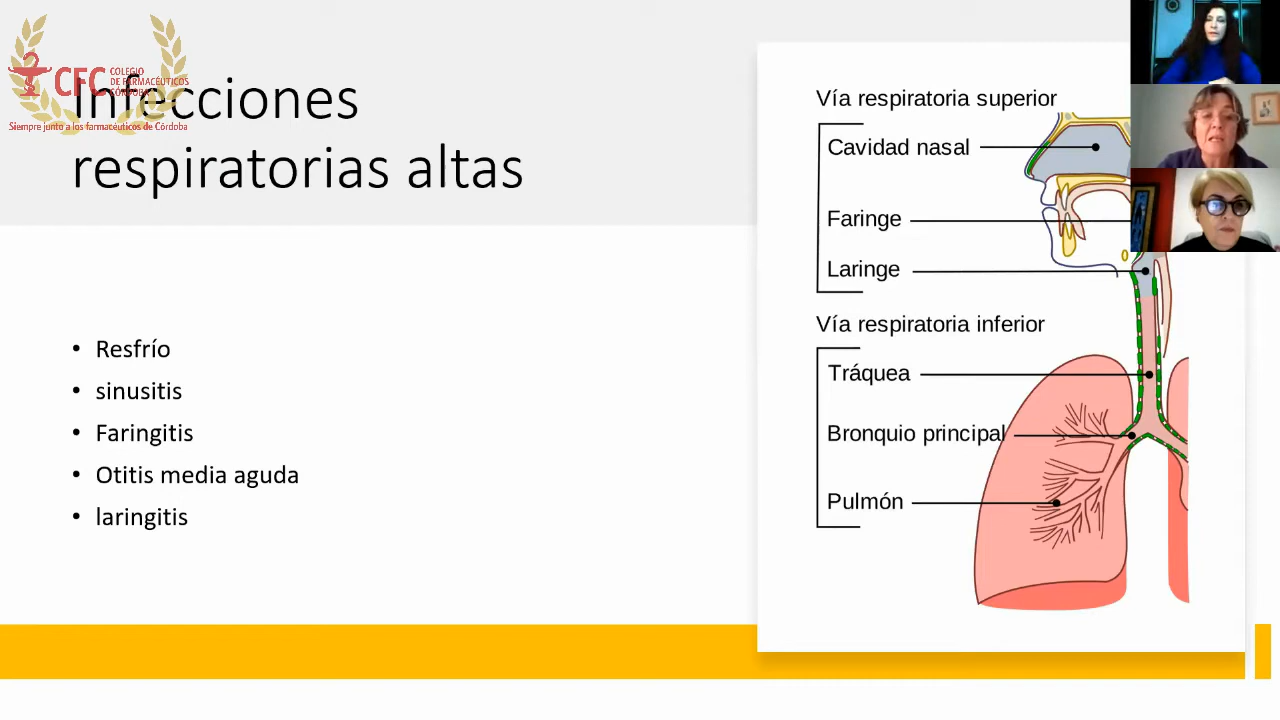 CFC
COLEGIO
DE FARMACÉUTICOS
CÓRDOBA
Siempre junto a los farmacéuticos de Córdoba
Infecciones
respiratorias altas
• Resfrío
• sinusitis
• Faringitis
• Otitis media aguda
• laringitis
Vía respiratoria superior
Cavidad nasal
Faringe
Laringe
Vía respiratoria inferior
Tráquea
Bronquio principal
Pulmón